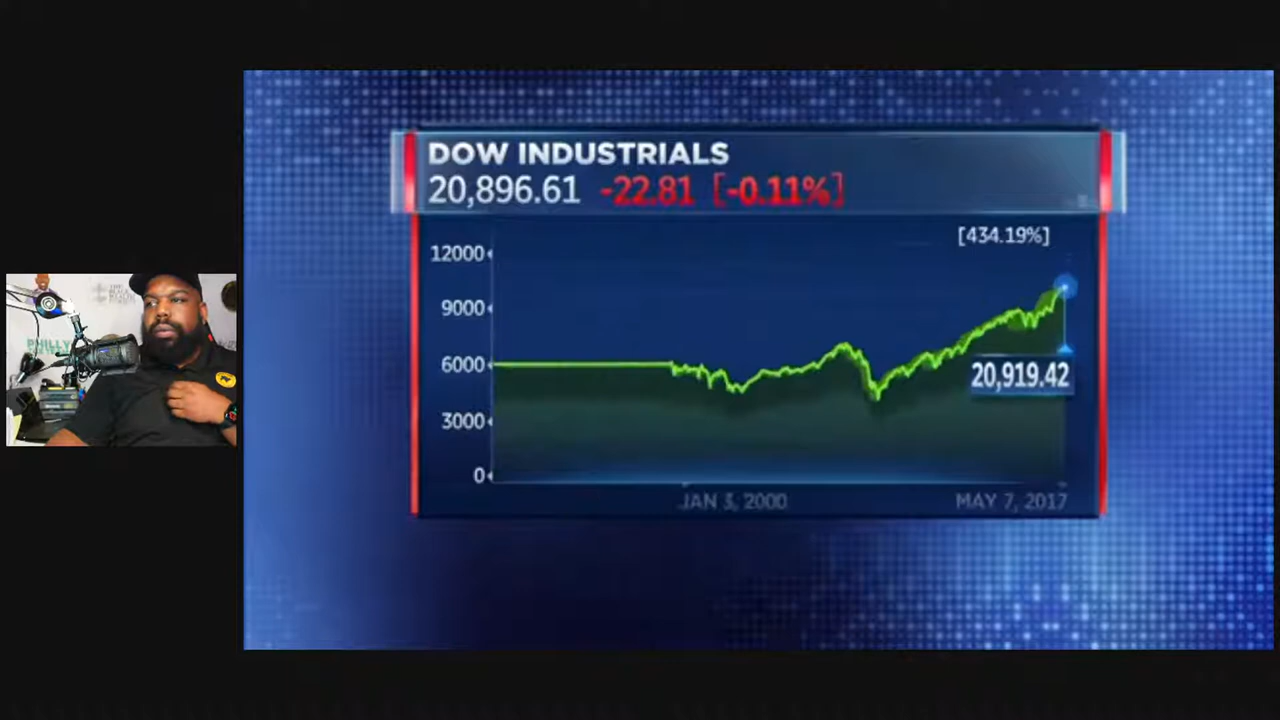 DOW INDUSTRIALS
20,896.61 -22.81 [-0.11%]
[434.19%]
12000
9000
6000
3000
0
20,919.42
JAN 3, 2000
MAY 7, 2017
PHILLY